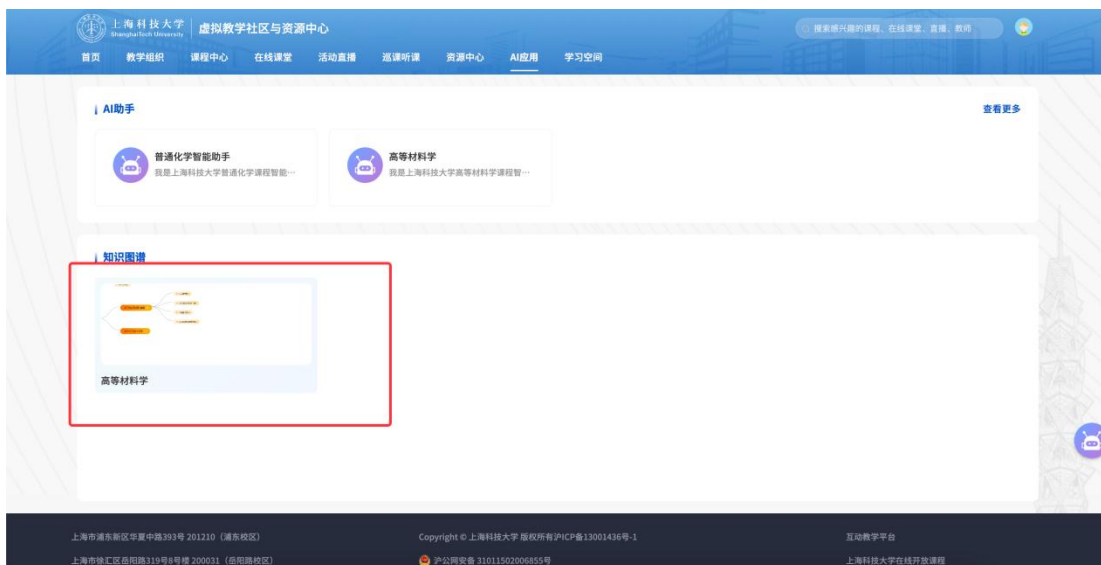 上海科技大学
ShanghaiTech University
虚拟教学社区与资源中心
搜索感兴趣的课程、在线课堂、直播、教师
首页 教学组织 课程中心 在线课堂 活动直播 巡课听课 资源中心 AI应用 学习空间
AI助手
查看更多
普通化学智能助手
我是上海科技大学普通化学课程智能…
高等材料学
我是上海科技大学高等材料学课程智…
知识图谱
高等材料学
上海市浦东新区华夏中路393号 201210（浦东校区）
Copyright © 上海科技大学 版权所有沪ICP备13001436号-1
互动教学平台
上海市徐汇区岳阳路319号8号楼 200031（岳阳路校区）
沪公网安备 31011502006855号
上海科技大学在线开放课程